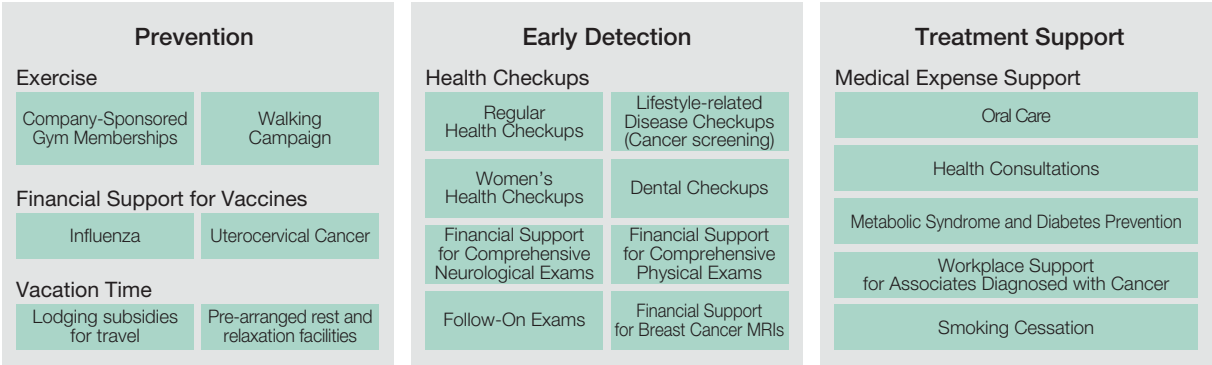 Prevention
Exercise
Company-Sponsored
Gym Memberships
Walking
Campaign
Financial Support for Vaccines
Influenza
Uterocervical Cancer
Vacation Time
Lodging subsidies
for travel
Pre-arranged rest and
relaxation facilities
Early Detection
Health Checkups
Regular
Health Checkups
Lifestyle-related
Disease Checkups
(Cancer screening)
Women's
Health Checkups
Dental Checkups
Financial Support
for Comprehensive
Neurological Exams
Financial Support
for Comprehensive
Physical Exams
Follow-On Exams
Financial Support
for Breast Cancer MRIs
Treatment Support
Medical Expense Support
Oral Care
Health Consultations
Metabolic Syndrome and Diabetes Prevention
Workplace Support
for Associates Diagnosed with Cancer
Smoking Cessation